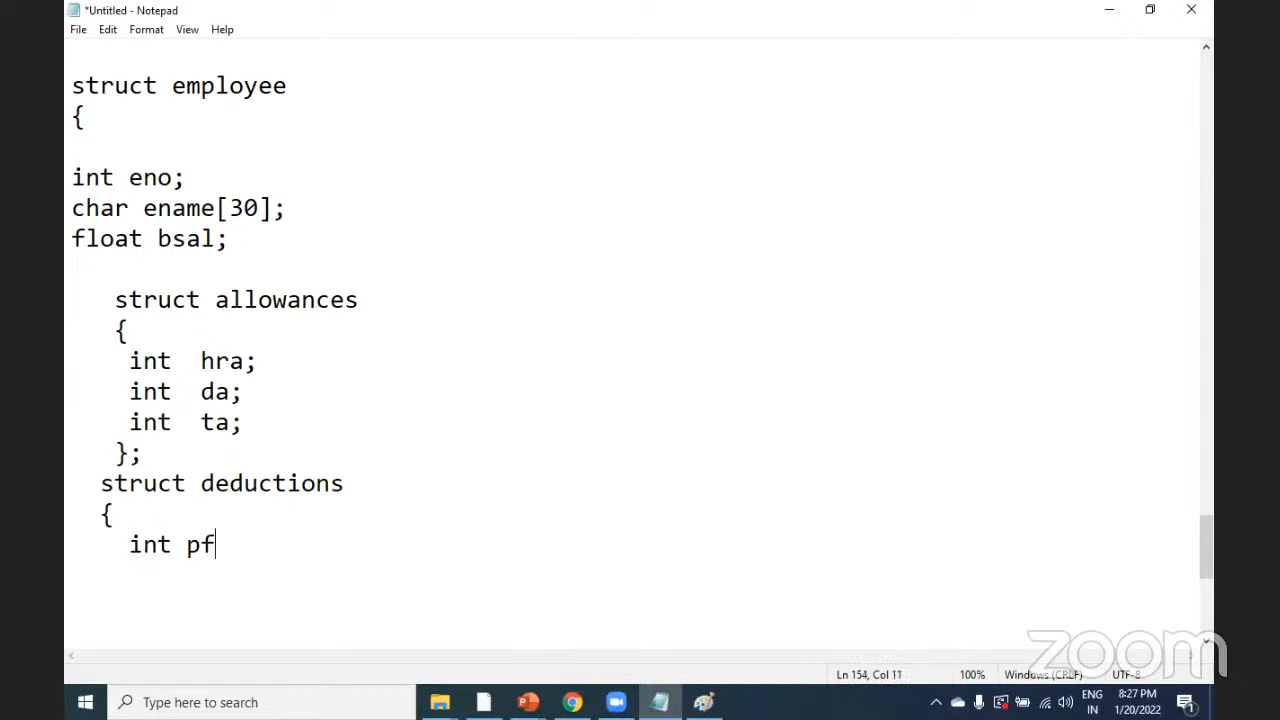 *Untitled - Notepad
File Edit Format View Help
struct employee
{
int eno;
char ename[30];
float bsal;
struct allowances
{
int  hra;
int  da;
int  ta;
};
struct deductions
{
int pf
zoom
Ln 154, Col 11 100% Windows (CRLF) UTF-8
Type here to search
ENG
IN
8:27 PM
1/20/2022
1